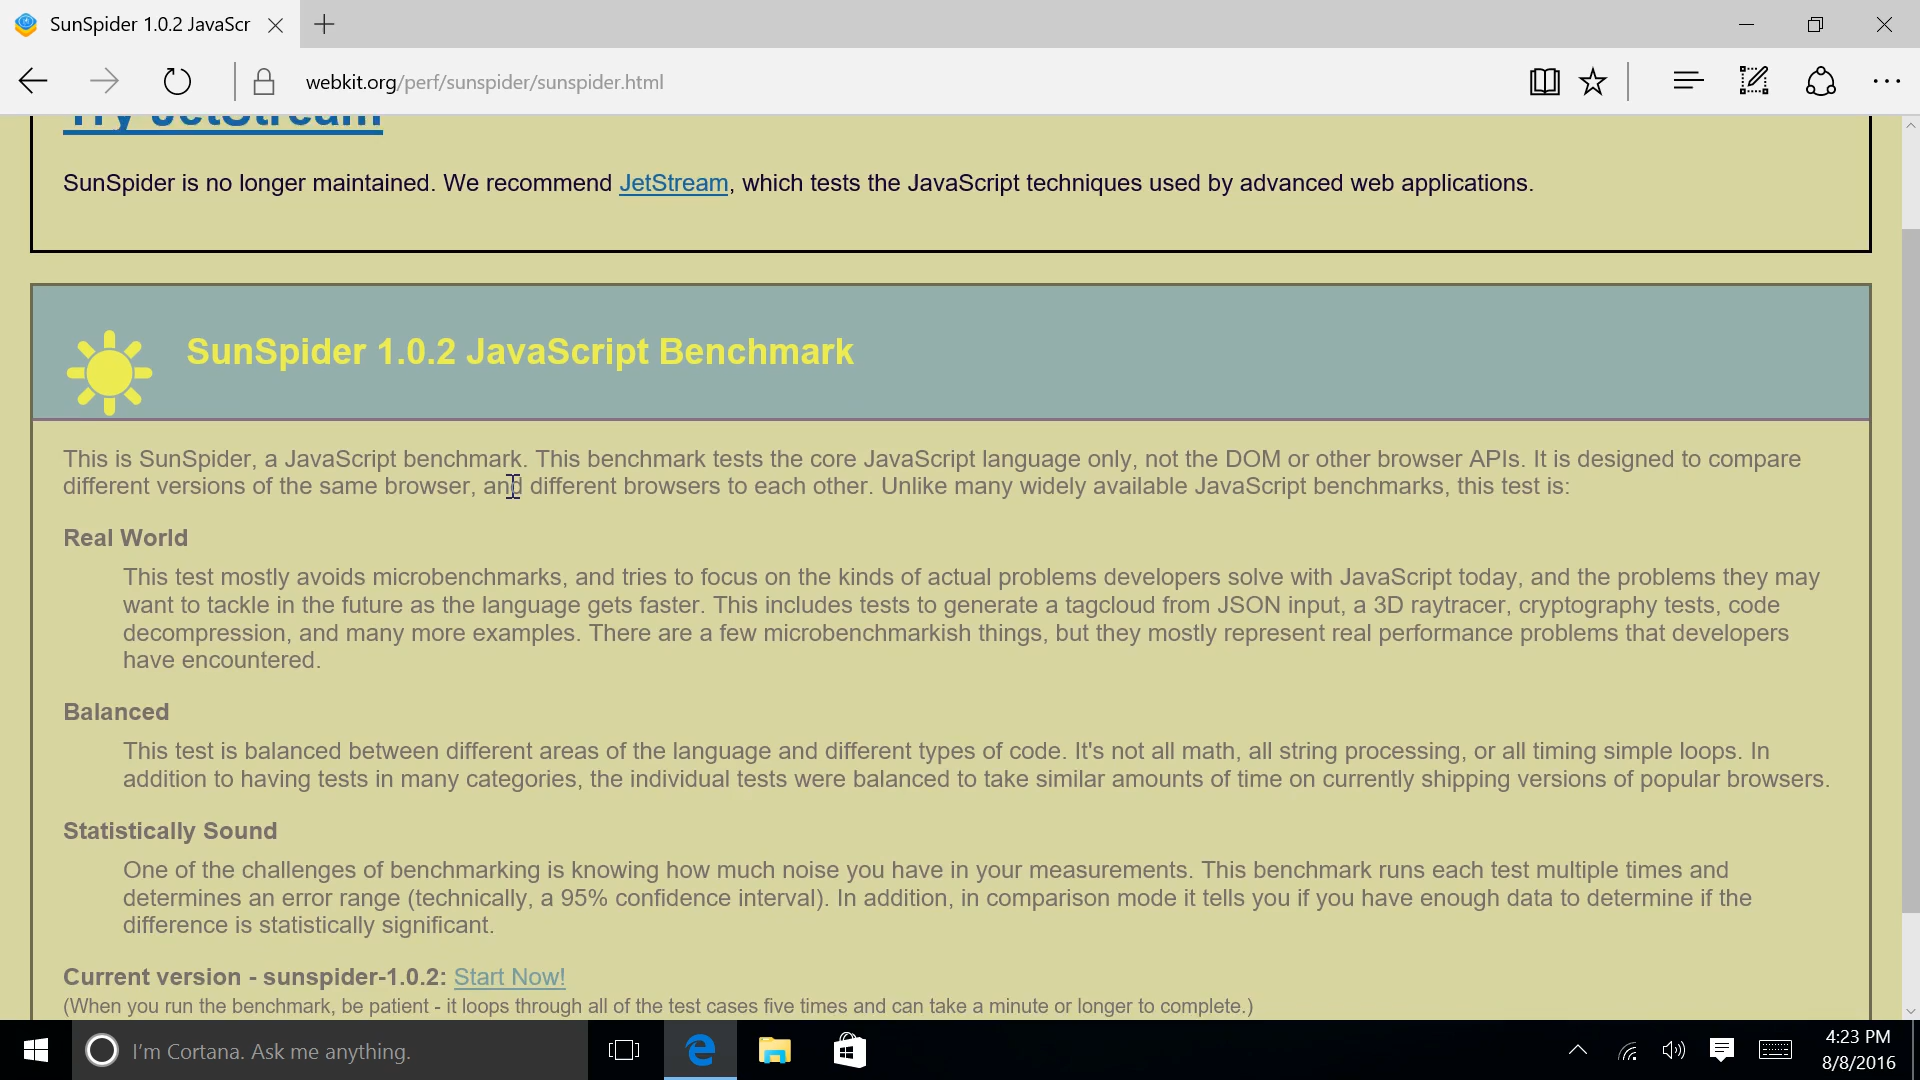 SunSpider 1.0.2 JavaScr
webkit.org/perf/sunspider/sunspider.html
Try JetStream
SunSpider is no longer maintained. We recommend JetStream, which tests the JavaScript techniques used by advanced web applications.
SunSpider 1.0.2 JavaScript Benchmark
This is SunSpider, a JavaScript benchmark. This benchmark tests the core JavaScript language only, not the DOM or other browser APIs. It is designed to compare
different versions of the same browser, and different browsers to each other. Unlike many widely available JavaScript benchmarks, this test is:
Real World
This test mostly avoids microbenchmarks, and tries to focus on the kinds of actual problems developers solve with JavaScript today, and the problems they may
want to tackle in the future as the language gets faster. This includes tests to generate a tagcloud from JSON input, a 3D raytracer, cryptography tests, code
decompression, and many more examples. There are a few microbenchmarkish things, but they mostly represent real performance problems that developers
have encountered.
Balanced
This test is balanced between different areas of the language and different types of code. It's not all math, all string processing, or all timing simple loops. In
addition to having tests in many categories, the individual tests were balanced to take similar amounts of time on currently shipping versions of popular browsers.
Statistically Sound
One of the challenges of benchmarking is knowing how much noise you have in your measurements. This benchmark runs each test multiple times and
determines an error range (technically, a 95% confidence interval). In addition, in comparison mode it tells you if you have enough data to determine if the
difference is statistically significant.
Current version - sunspider-1.0.2: Start Now!
(When you run the benchmark, be patient - it loops through all of the test cases five times and can take a minute or longer to complete.)
I'm Cortana. Ask me anything.
4:23 PM
8/8/2016